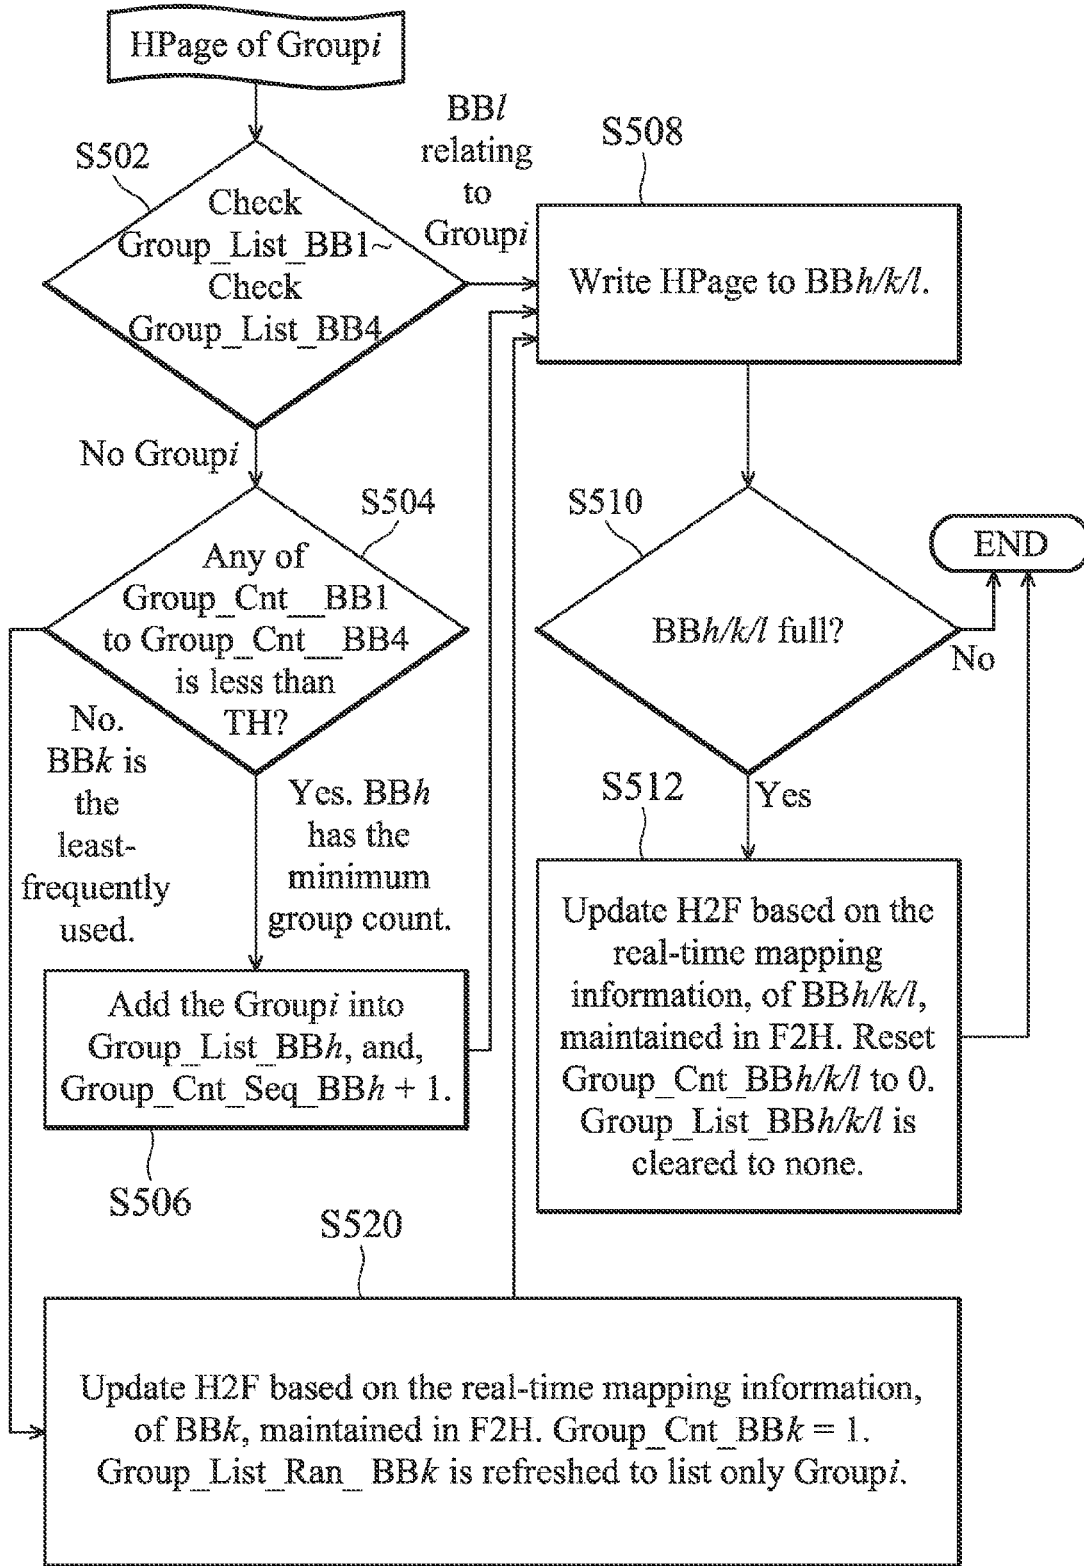 HPage of Groupi
S502
Check
Group_List_BB1~
Check
Group_List_BB4
BBl
relating
to
Groupi
S508
Write HPage to BBh/k/l.
No Groupi
S504
Any of
Group_Cnt__BB1
to Group_Cnt__BB4
is less than
TH?
S510
BBh/k/l full?
END
No
No.
BBk is
the
least-
frequently
used.
Yes. BBh
has the
minimum
group count.
Yes
S512
Update H2F based on the
real-time mapping
information, of BBh/k/l,
maintained in F2H. Reset
Group_Cnt_BBh/k/l to 0.
Group_List_BBh/k/l is
cleared to none.
Add the Groupi into
Group_List_BBh, and,
Group_Cnt_Seq_BBh + 1.
S506
S520
Update H2F based on the real-time mapping information,
of BBk, maintained in F2H. Group_Cnt_BBk = 1.
Group_List_Ran_ BBk is refreshed to list only Groupi.